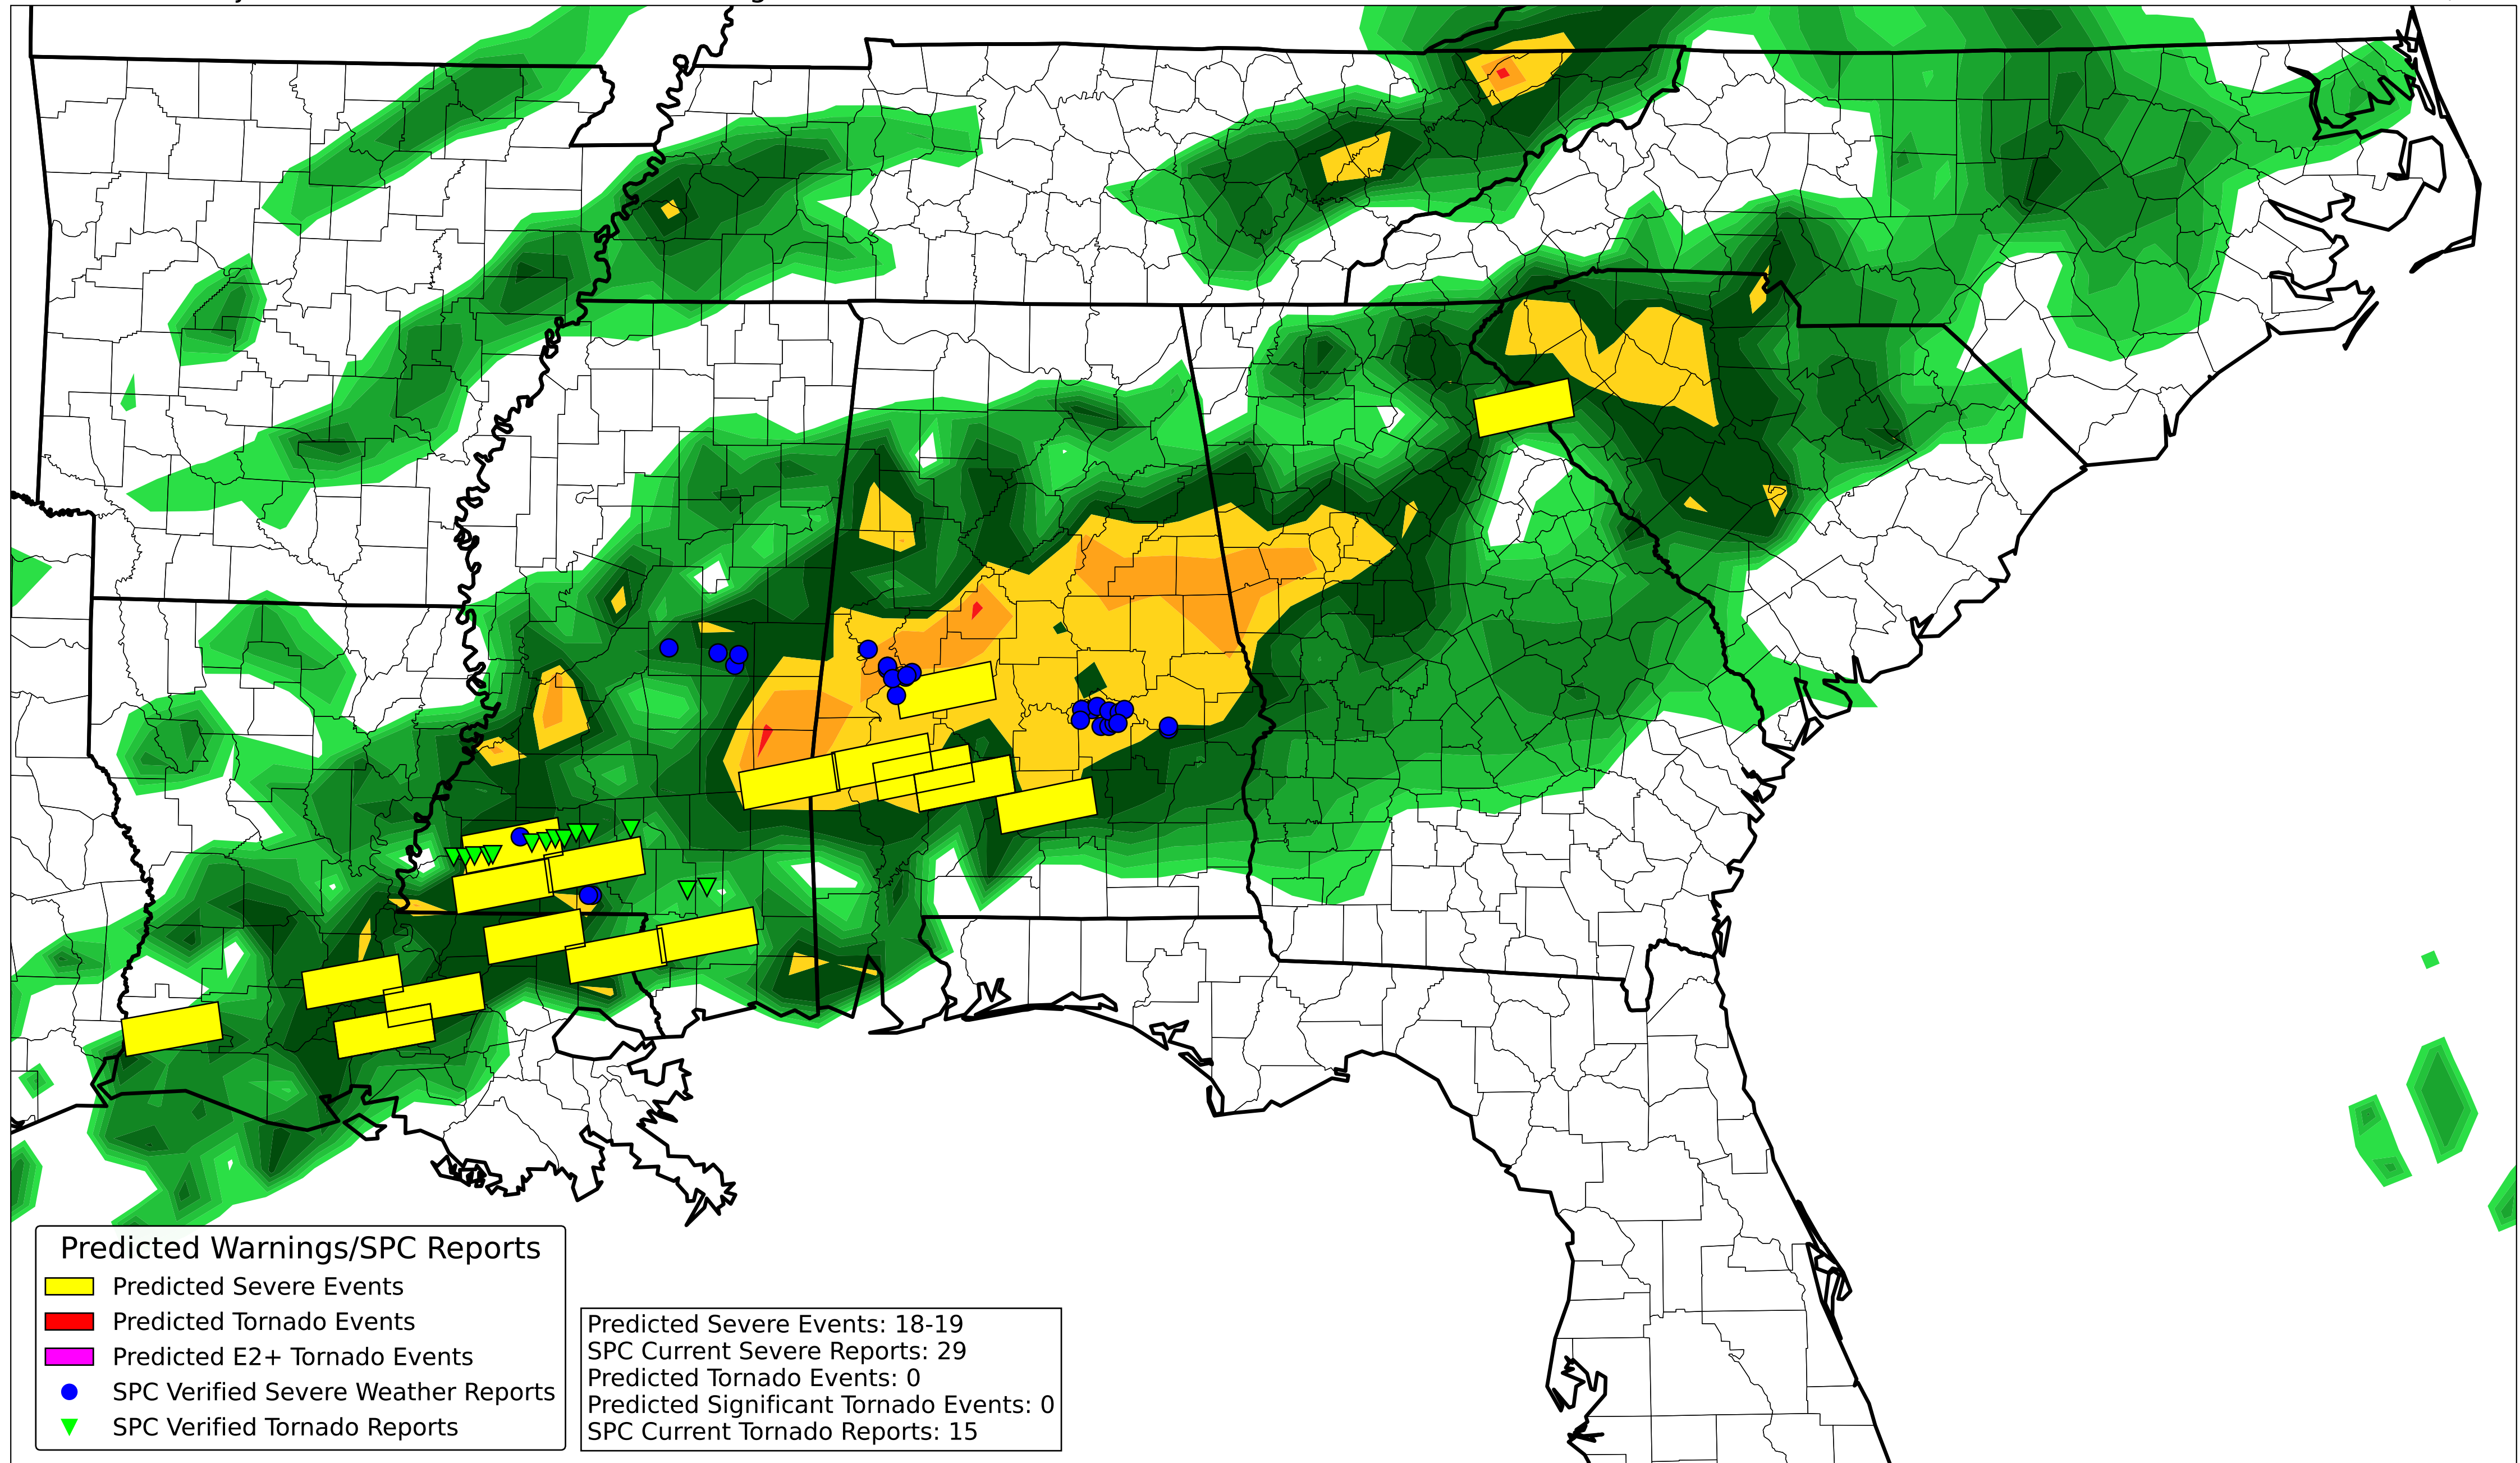 Predicted Warnings/SPC Reports
Predicted Severe Events
Predicted Tornado Events
Predicted E2+ Tornado Events
SPC Verified Severe Weather Reports
SPC Verified Tornado Reports
Predicted Severe Events: 18-19
SPC Current Severe Reports: 29
Predicted Tornado Events: 0
Predicted Significant Tornado Events: 0
SPC Current Tornado Reports: 15